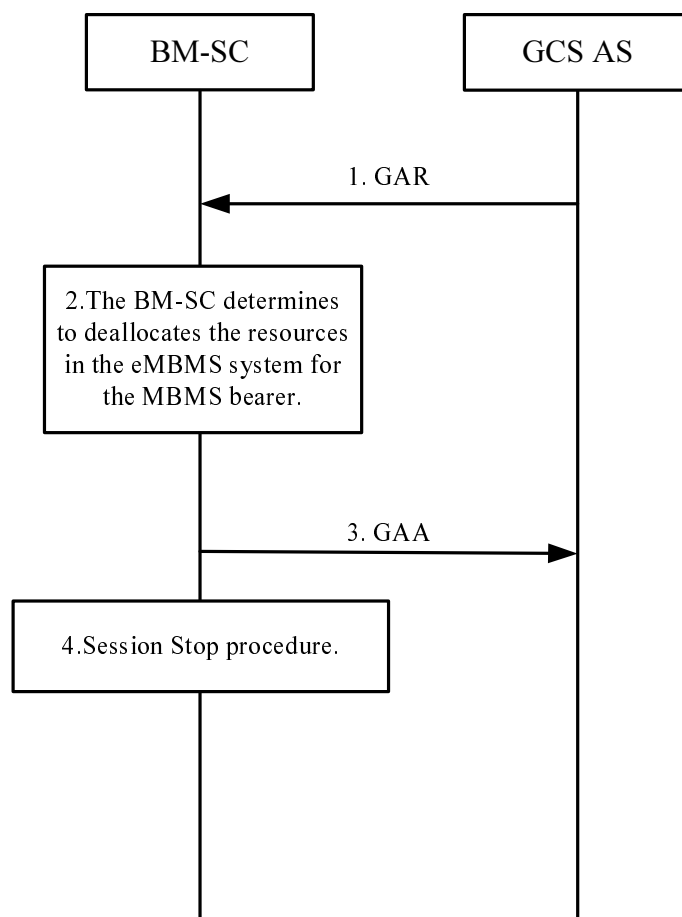 BM-SC
GCS AS
1. GAR
2.The BM-SC determines
to deallocates the resources
in the eMBMS system for
the MBMS bearer.
3. GAA
4.Session Stop procedure.